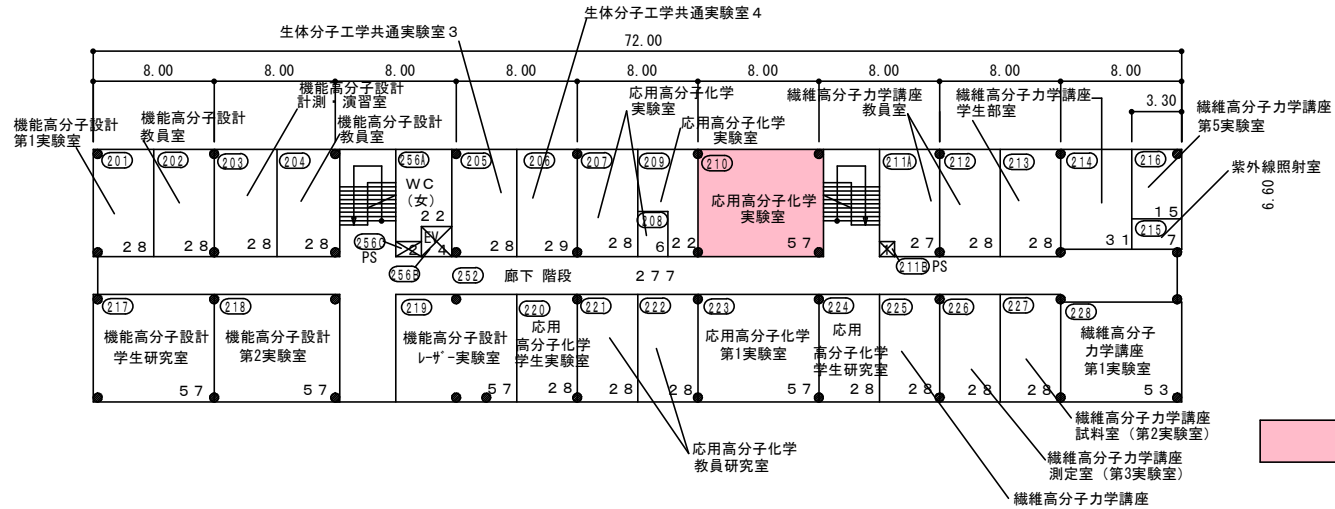 生体分子工学共通実験室４
生体分子工学共通実験室３
72.00
8.00
8.00
8.00
8.00
8.00
8.00
8.00
8.00
8.00
3.30
6.60
機能高分子設計
第1実験室
機能高分子設計
教員室
機能高分子設計
計測・演習室
機能高分子設計
教員室
応用高分子化学
実験室
応用高分子化学
実験室
繊維高分子力学講座
教員室
繊維高分子力学講座
学生部室
繊維高分子力学講座
第5実験室
紫外線照射室
201
202
203
204
256A
205
206
207
209
210
211A
212
213
214
216
WC
(女)
応用高分子化学
実験室
208
215
28
28
28
28
22
28
29
28
6
22
57
27
28
28
31
15
7
256C
PS
2
EV
4
256B
252
廊下 階段
277
1
211B
PS
217
218
219
220
221
222
223
224
225
226
227
228
機能高分子設計
学生研究室
機能高分子設計
第2実験室
機能高分子設計
ﾚｰｻﾞｰ実験室
応用
高分子化学
学生実験室
応用高分子化学
第1実験室
応用
高分子化学
学生研究室
繊維高分子
力学講座
第1実験室
57
57
57
28
28
28
57
28
28
28
28
53
応用高分子化学
教員研究室
繊維高分子力学講座
試料室（第2実験室）
繊維高分子力学講座
測定室（第3実験室）
繊維高分子力学講座